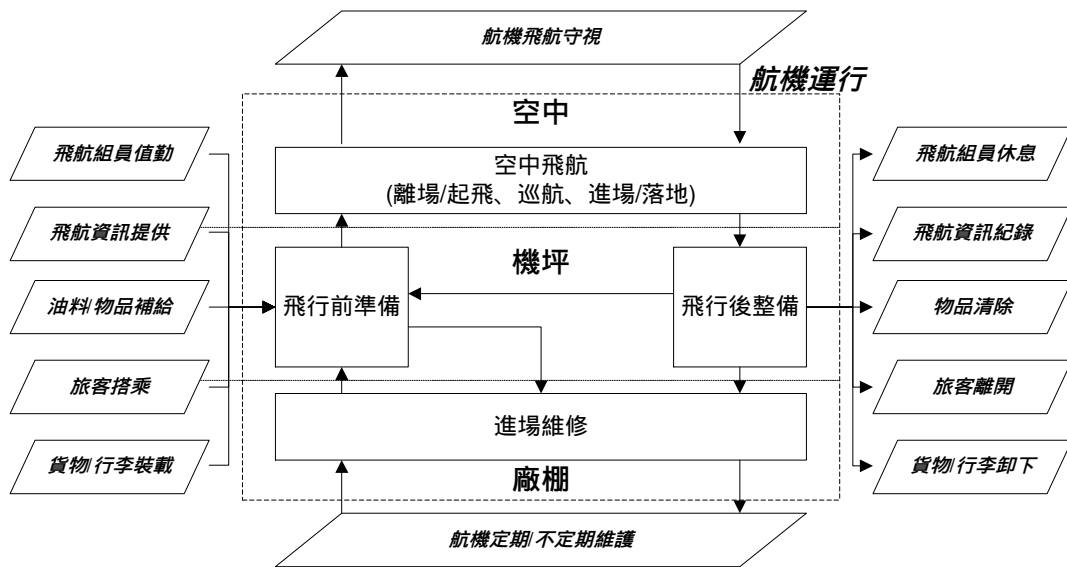 航機飛航守視
航機運行
空中
飛航組員值勤
空中飛航
(離場/起飛、巡航、進場/落地)
飛航組員休息
飛航資訊提供
飛航資訊紀錄
機坪
油料/物品補給
飛行前準備
飛行後整備
物品清除
旅客搭乘
旅客離開
進場維修
貨物/行李裝載
廠棚
貨物/行李卸下
航機定期/不定期維護